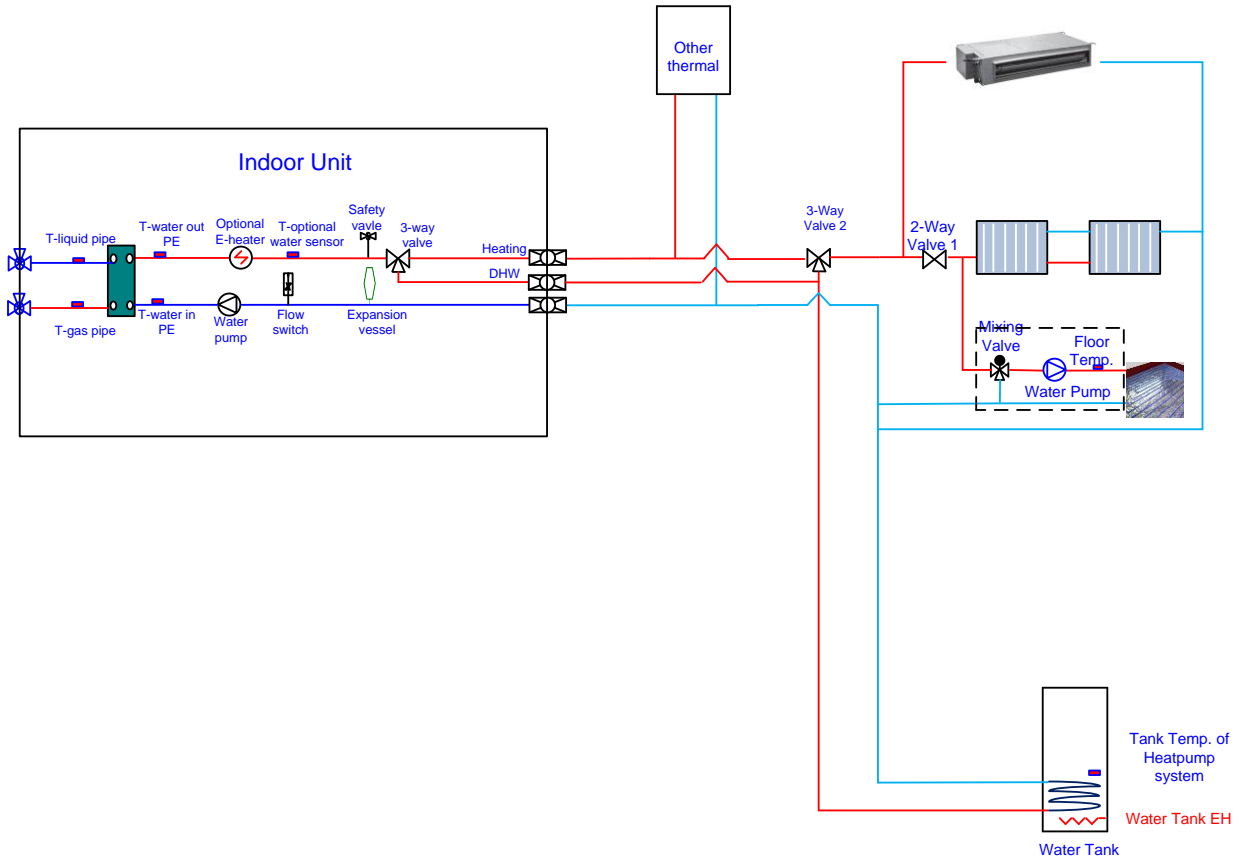 Other
thermal
Indoor Unit
Safety
vavle
3-way
valve
T-water out
PE
Optional
E-heater
T-optional
water sensor
T-liquid pipe
Heating
DHW
T-gas pipe
T-water in
PE
Water
pump
Flow
switch
Expansion
vessel
3-Way
Valve 2
2-Way
Valve 1
Mixing
Valve
Floor
Temp.
Water Pump
Tank Temp. of
Heatpump
system
Water Tank EH
Water Tank